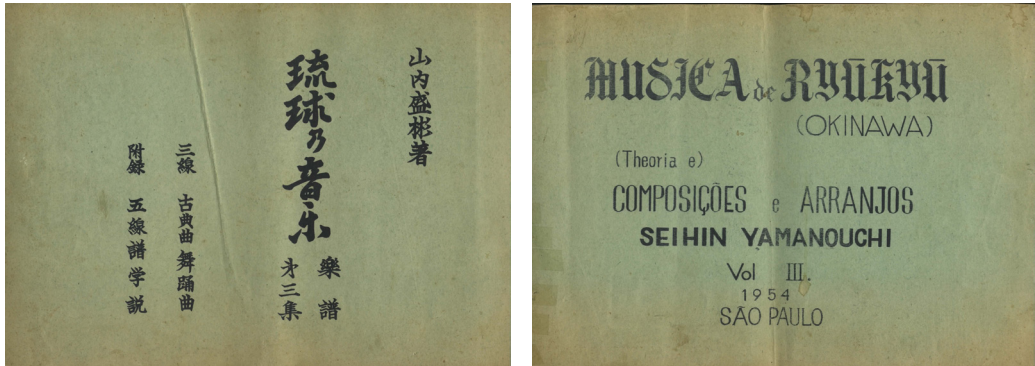 山内盛彬著
琉球乃音乐
樂譜
才三集
三線 古典曲 舞踊曲
附録 五線譜学説
MUSICA de RYŪKYŪ
(OKINAWA)
(Theoria e)
COMPOSIÇÕES e ARRANJOS
SEIHIN YAMANOUCHI
Vol III.
1954
SÃO PAULO